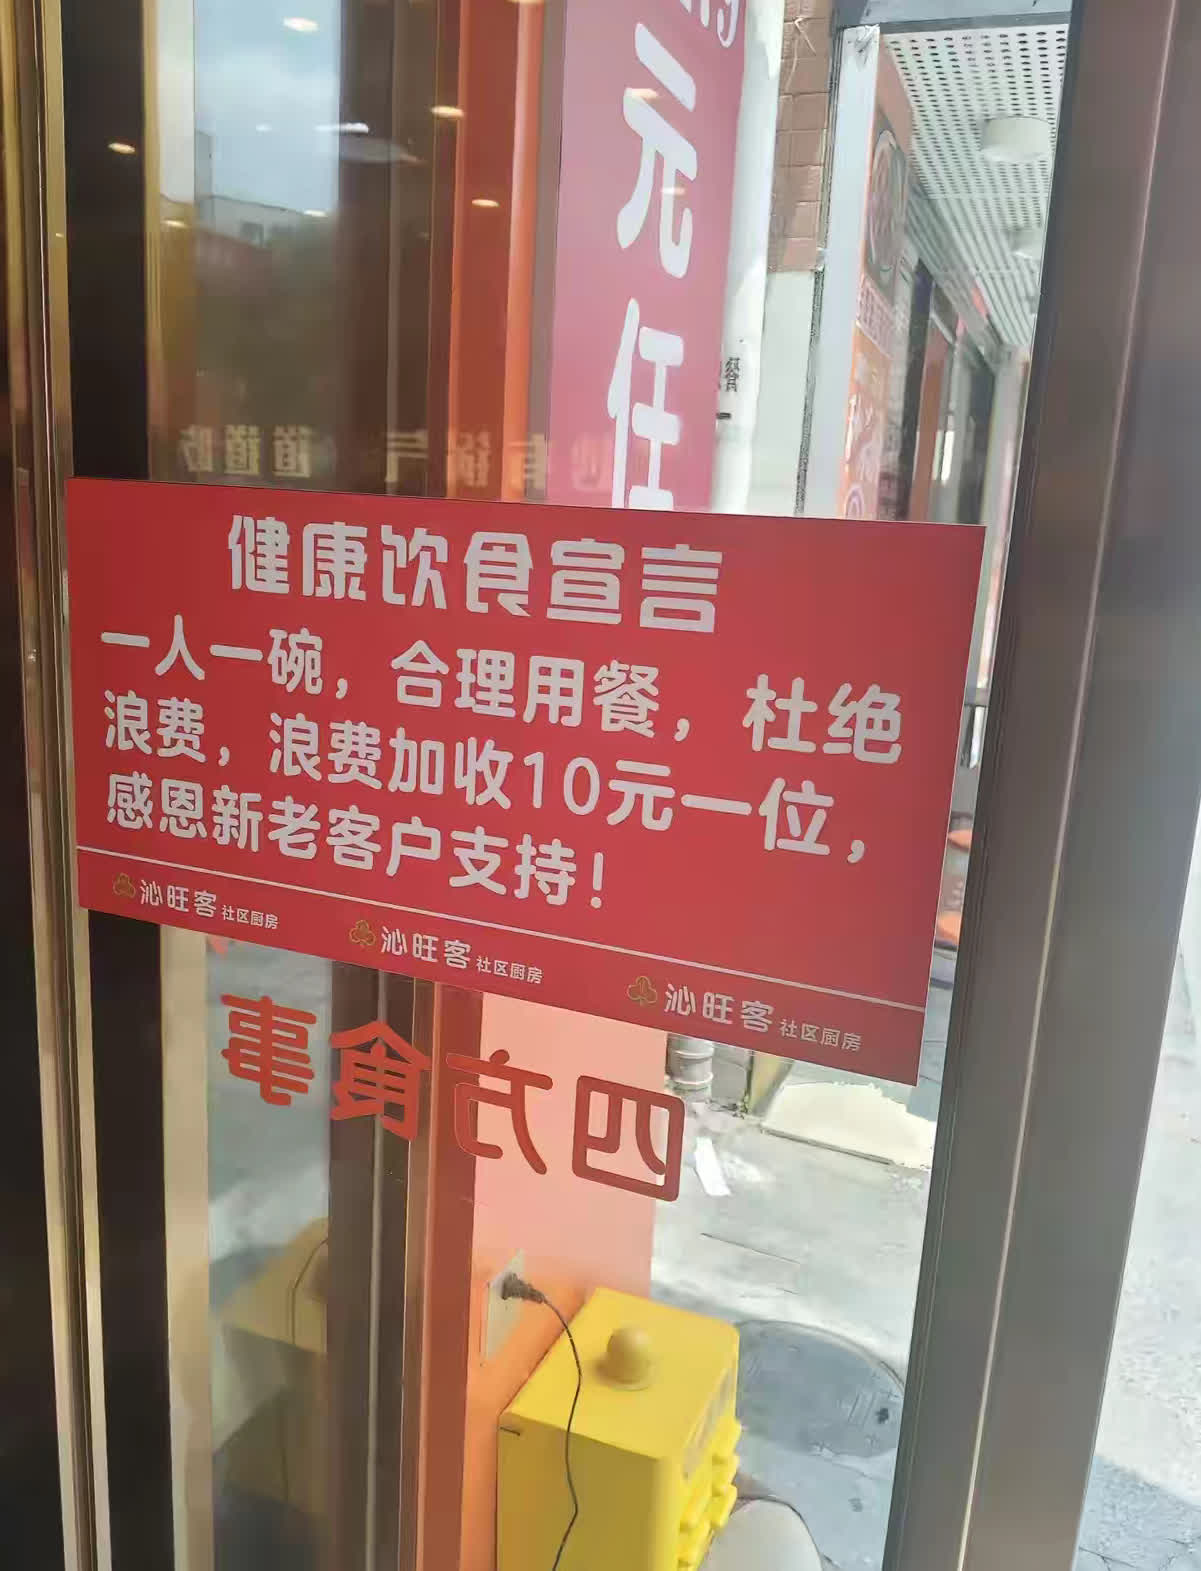 元任
健康饮食宣言
一人一碗，合理用餐，杜绝
浪费，浪费加收10元一位，
感恩新老客户支持！
沁旺客 社区厨房 沁旺客 社区厨房 沁旺客 社区厨房
四方食事